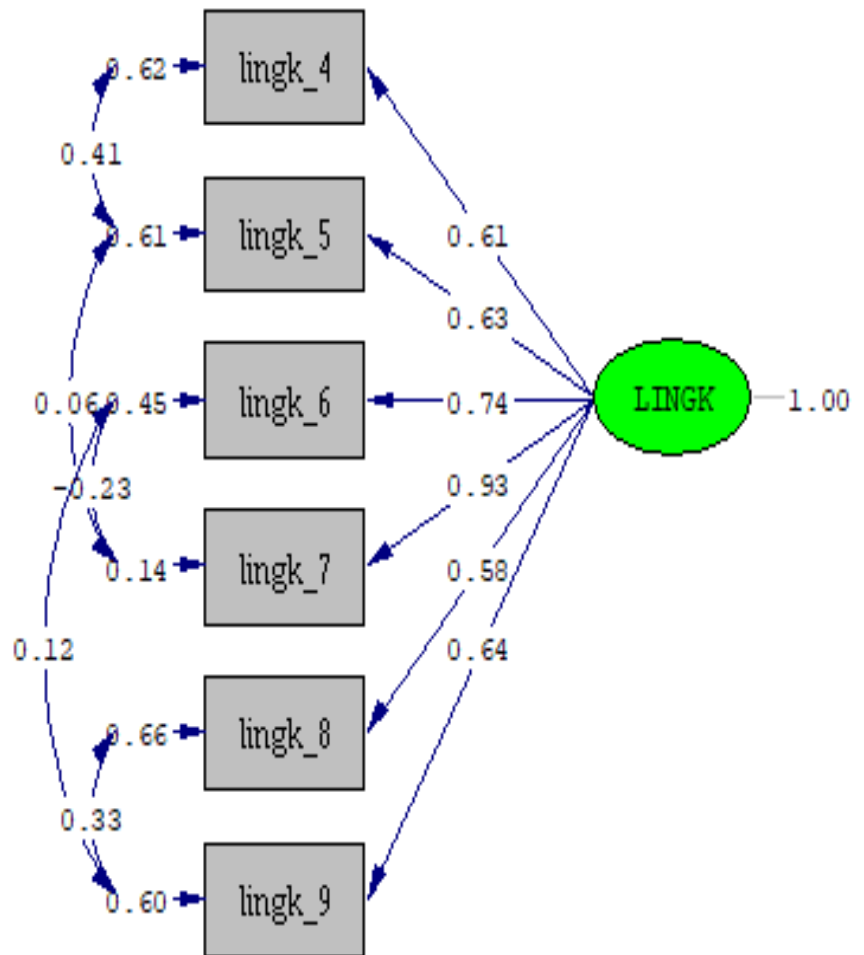 0.62 lingk_4
0.41
0.61 lingk_5 0.61
0.63
0.06 0.45 lingk_6 0.74 LINGK 1.00
-0.23 0.93
0.14 lingk_7 0.58
0.12 0.64
0.66 lingk_8
0.33
0.60 lingk_9